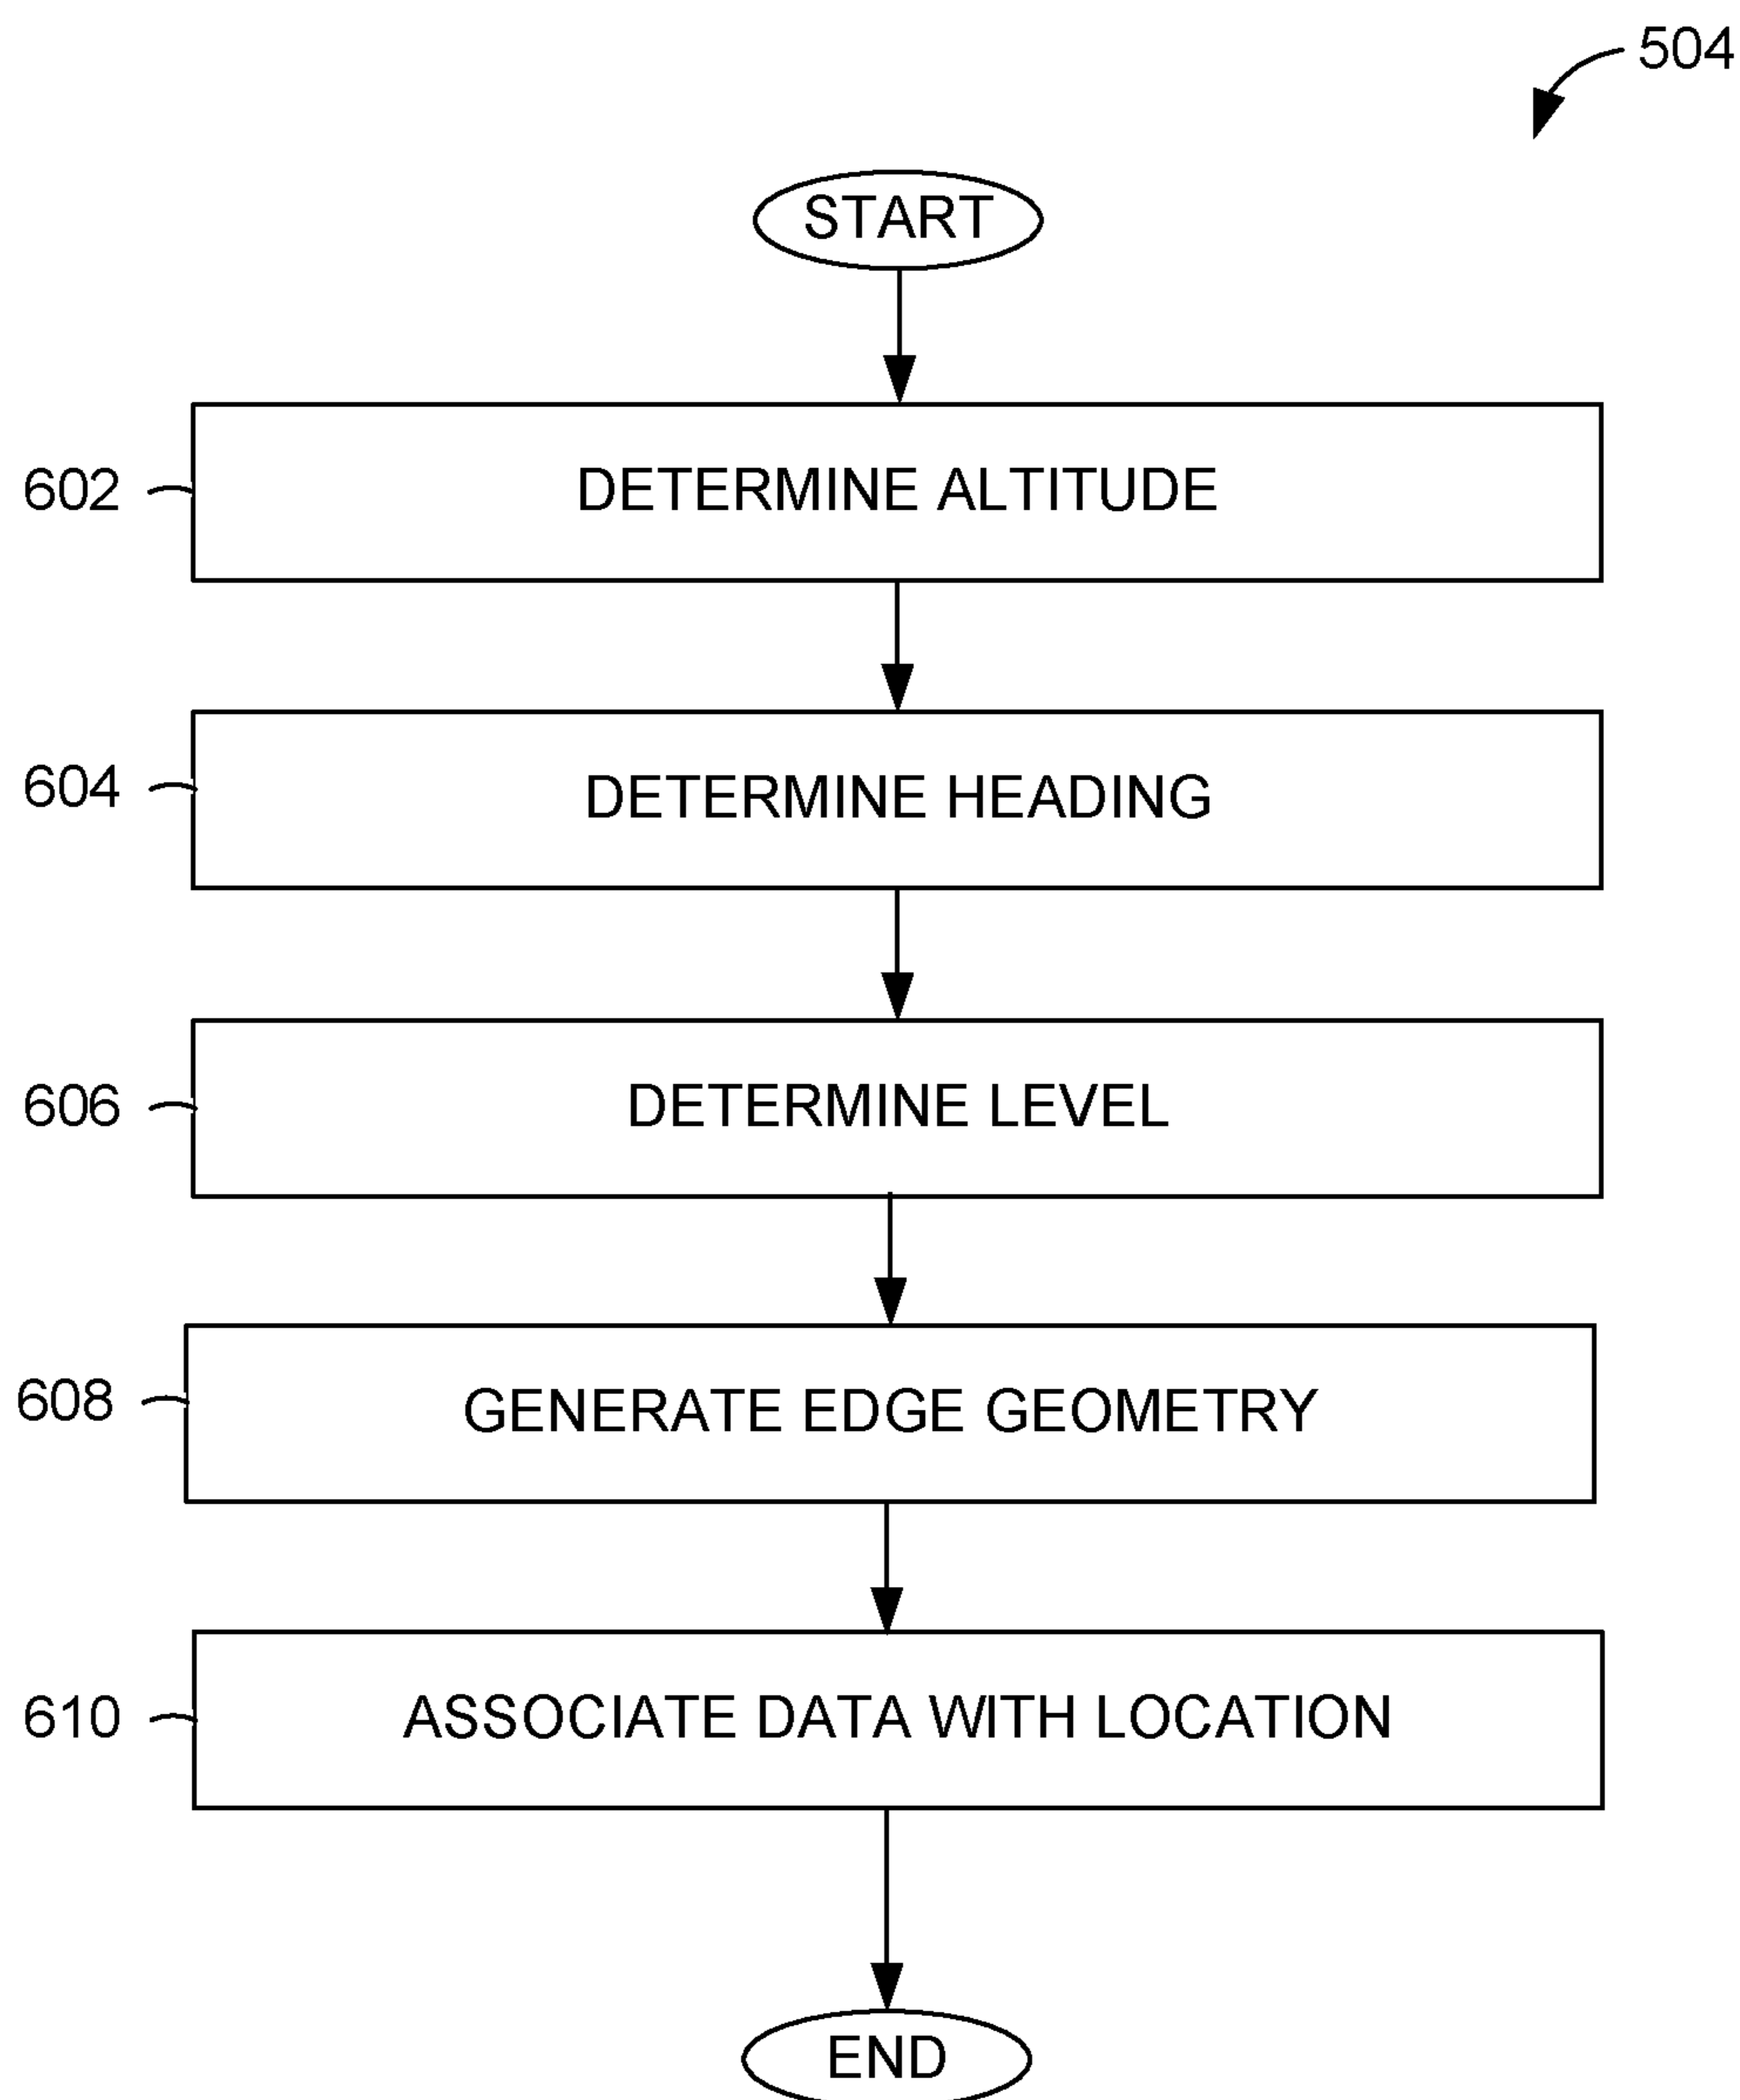 504
START
602 DETERMINE ALTITUDE
604 DETERMINE HEADING
606 DETERMINE LEVEL
608 GENERATE EDGE GEOMETRY
610 ASSOCIATE DATA WITH LOCATION
END